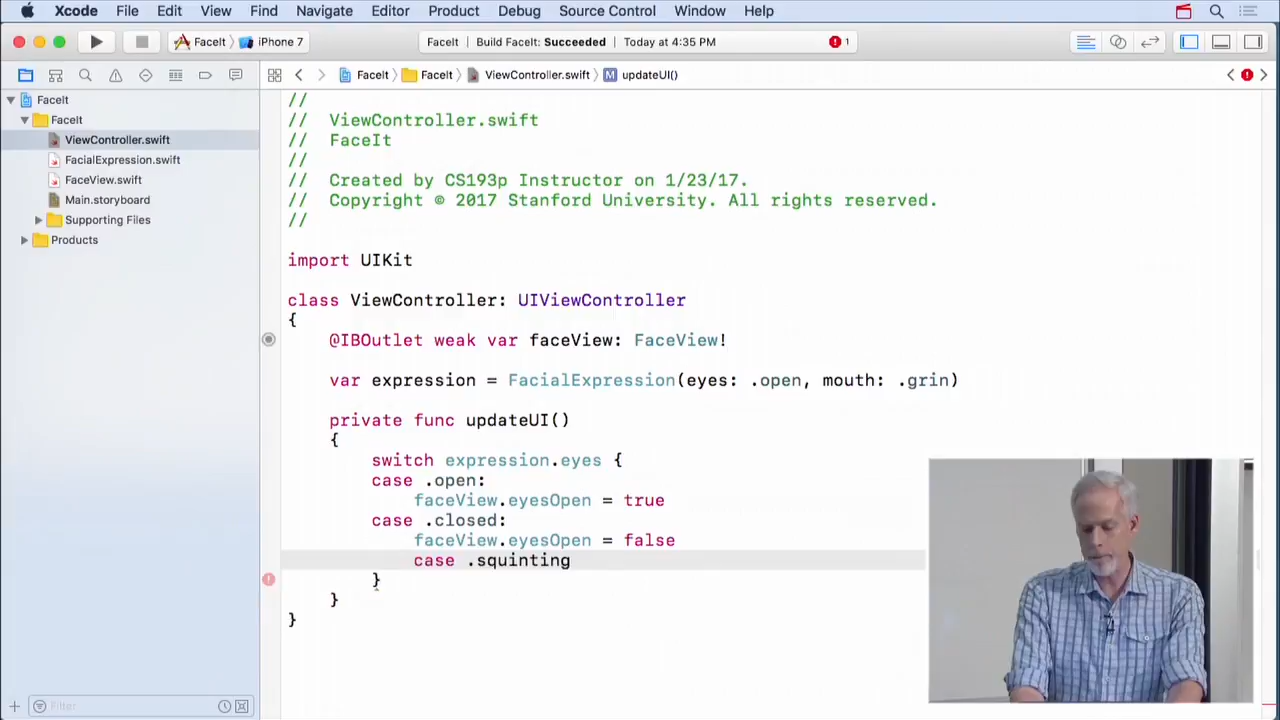 Xcode File Edit View Find Navigate Editor Product Debug Source Control Window Help
FaceIt iPhone 7 FaceIt Build FaceIt: Succeeded Today at 4:35 PM 1
FaceIt FaceIt ViewController.swift M updateUI()
FaceIt
FaceIt
ViewController.swift
FacialExpression.swift
FaceView.swift
Main.storyboard
Supporting Files
Products
Filter
//
// ViewController.swift
// FaceIt
//
// Created by CS193p Instructor on 1/23/17.
// Copyright © 2017 Stanford University. All rights reserved.
//
import UIKit
class ViewController: UIViewController
{
@IBOutlet weak var faceView: FaceView!
var expression = FacialExpression(eyes: .open, mouth: .grin)
private func updateUI()
{
switch expression.eyes {
case .open:
faceView.eyesOpen = true
case .closed:
faceView.eyesOpen = false
case .squinting
}
}
}